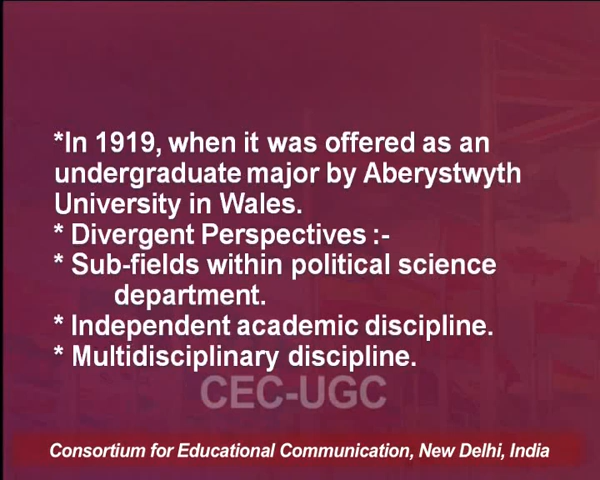 *In 1919, when it was offered as an
undergraduate major by Aberystwyth
University in Wales.
* Divergent Perspectives :-
* Sub-fields within political science
department.
* Independent academic discipline.
* Multidisciplinary discipline.
CEC-UGC
Consortium for Educational Communication, New Delhi, India